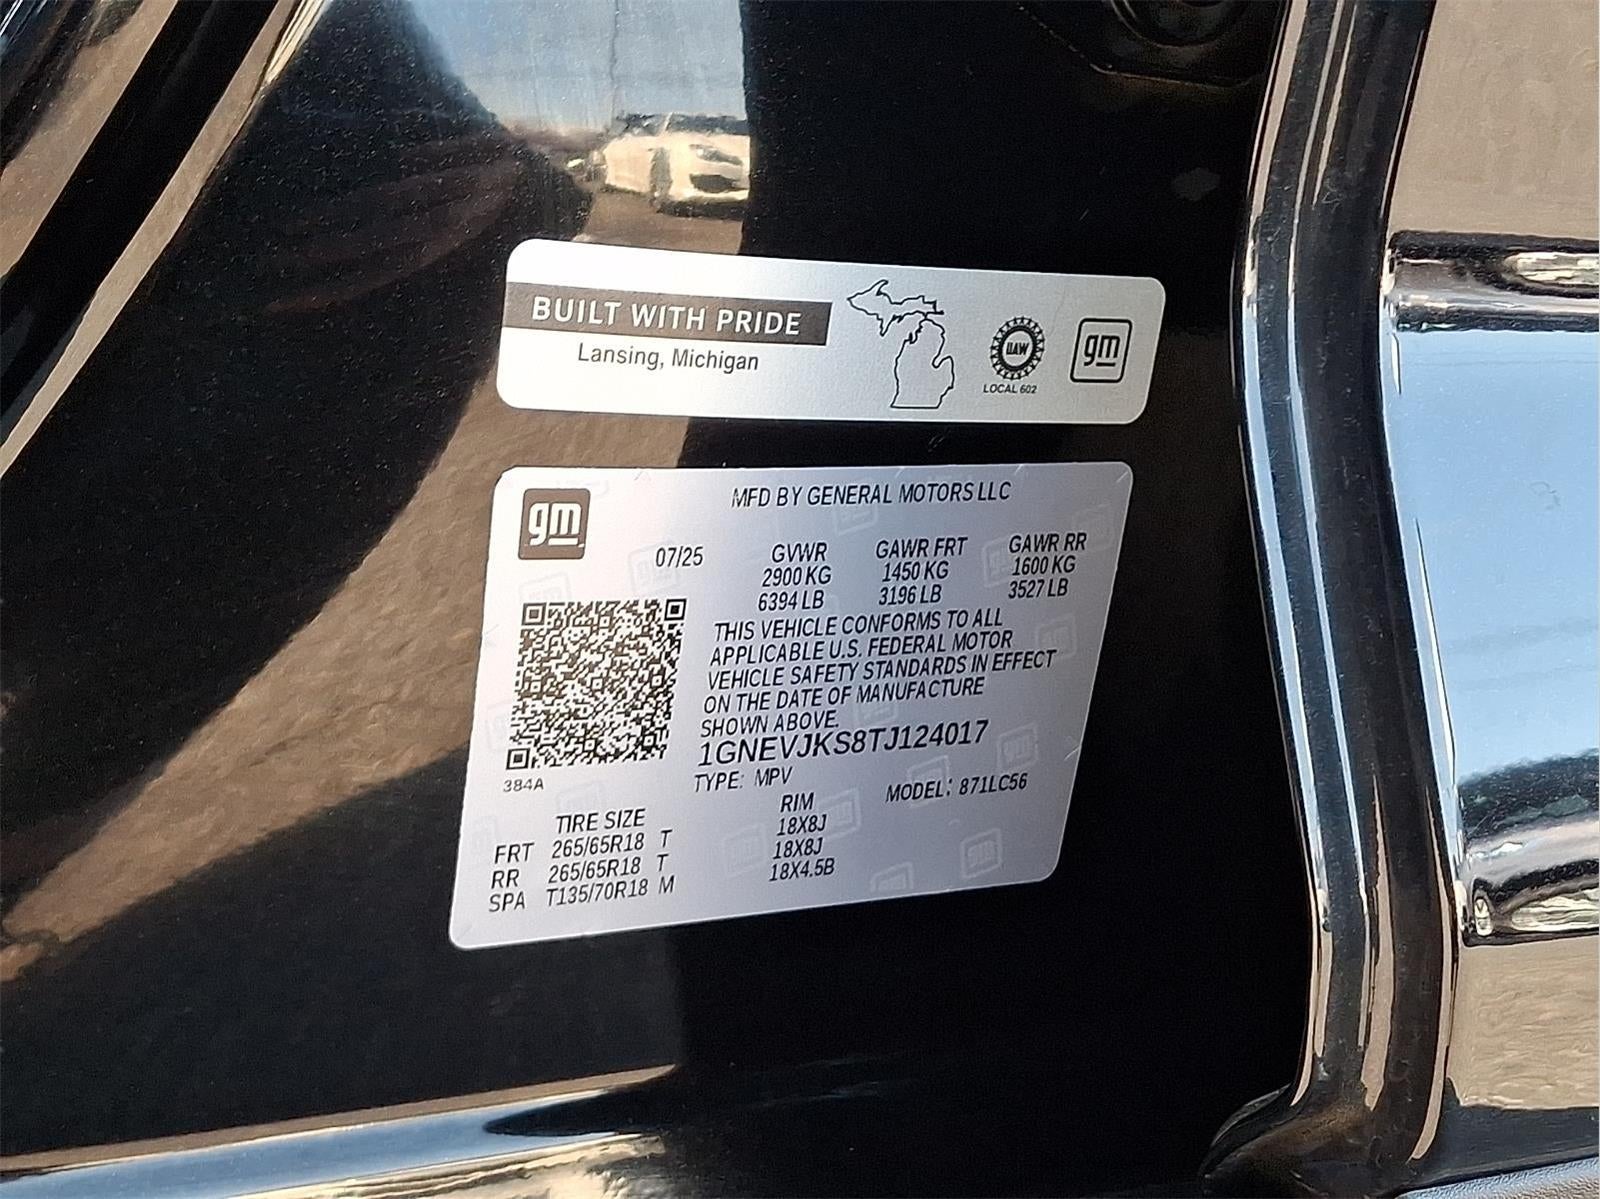 BUILT WITH PRIDE
Lansing, Michigan
UAW
LOCAL 602
gm
gm
MFD BY GENERAL MOTORS LLC
07/25 GVWR GAWR FRT GAWR RR
2900 KG 1450 KG 1600 KG
6394 LB 3196 LB 3527 LB
THIS VEHICLE CONFORMS TO ALL
APPLICABLE U.S. FEDERAL MOTOR
VEHICLE SAFETY STANDARDS IN EFFECT
ON THE DATE OF MANUFACTURE
SHOWN ABOVE.
1GNEVJKS8TJ124017
384A
TYPE: MPV MODEL: 871LC56
TIRE SIZE RIM
FRT 265/65R18 T 18X8J
RR 265/65R18 T 18X8J
SPA T135/70R18 M 18X4.5B